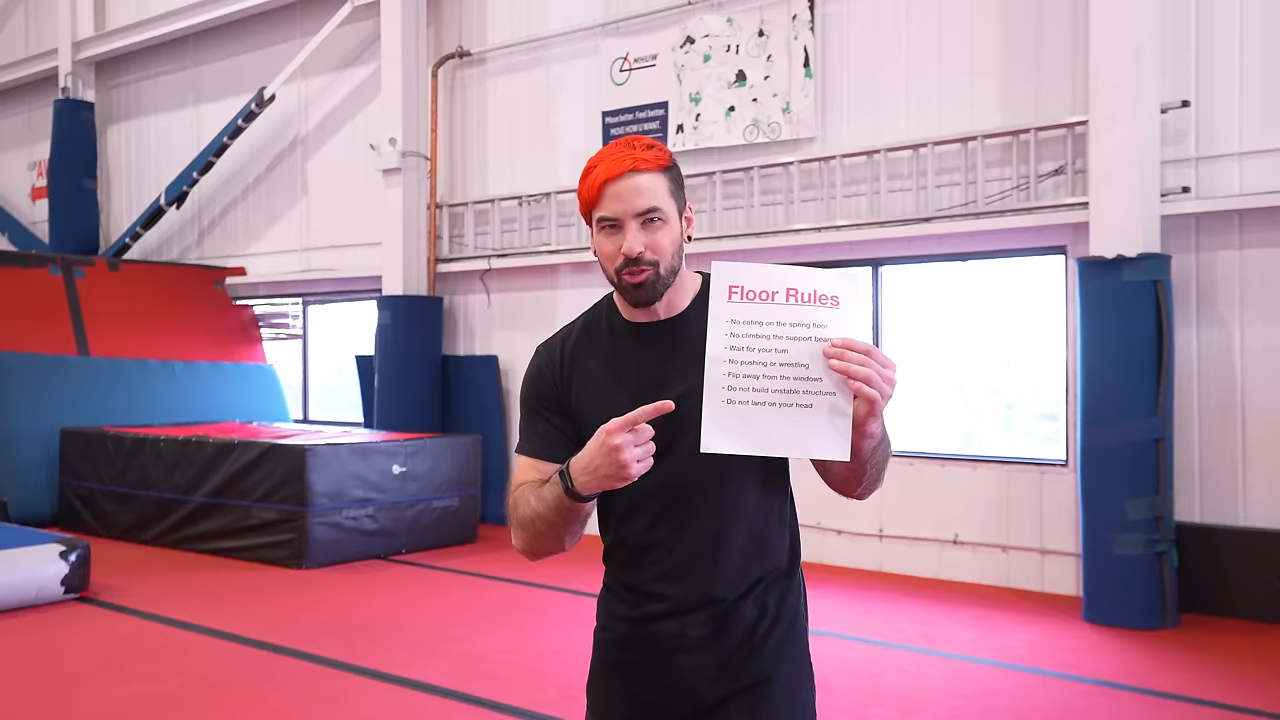 MHUW
Move better. Feel better.
MOVE HOW U WANT.
Floor Rules
- No eating on the spring floor
- No climbing the support beam
- Wait for your turn
- No pushing or wrestling
- Flip away from the windows
- Do not build unstable structures
- Do not land on your head